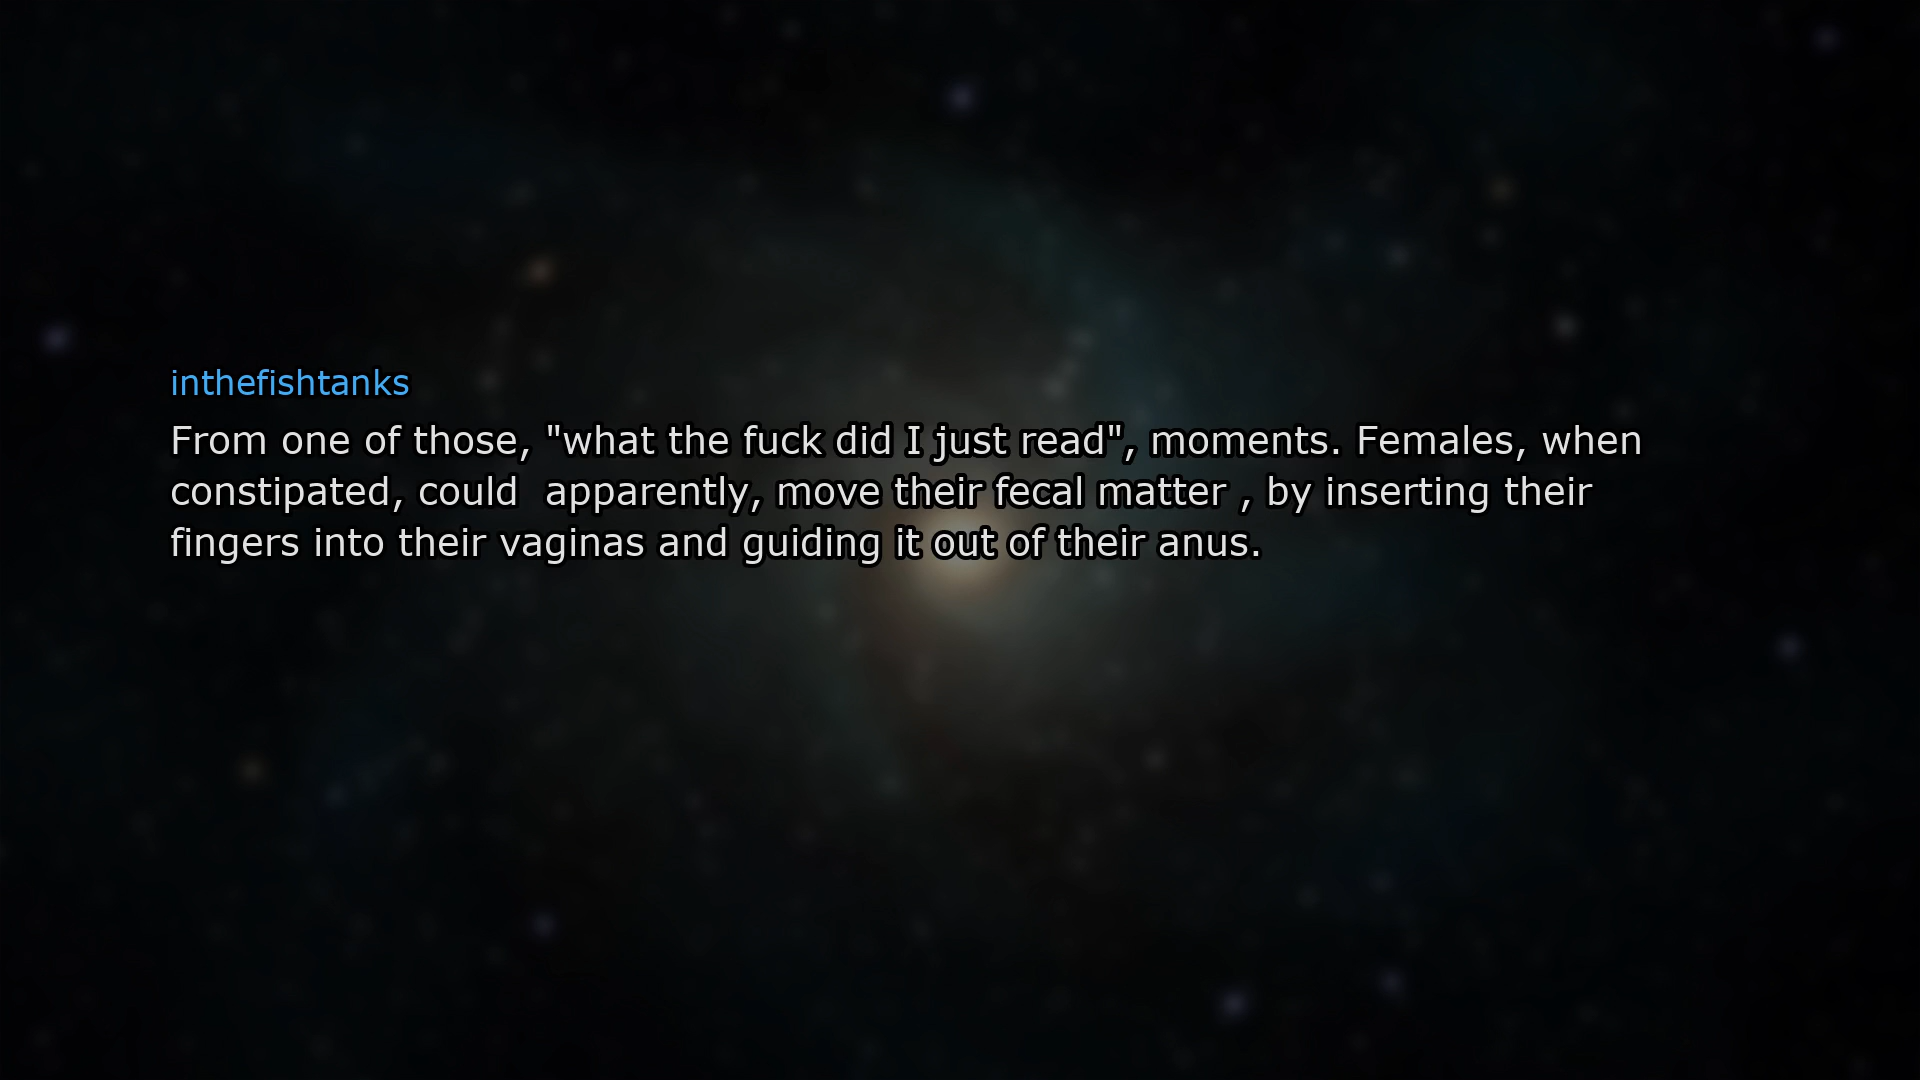 inthefishtanks
From one of those, "what the fuck did I just read", moments. Females, when
constipated, could  apparently, move their fecal matter , by inserting their
fingers into their vaginas and guiding it out of their anus.